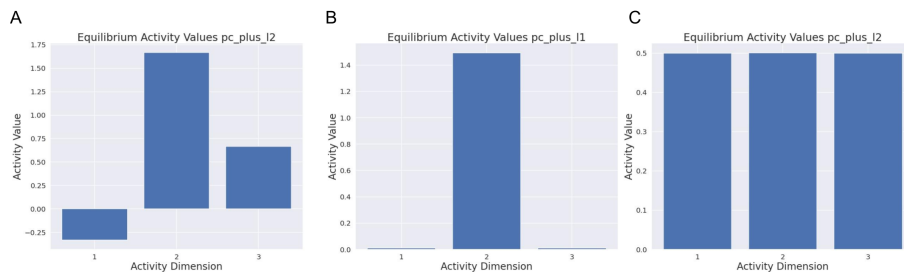 A
Equilibrium Activity Values pc_plus_l2
Activity Value
1.75
1.50
1.25
1.00
0.75
0.50
0.25
0.00
−0.25
1
2
3
Activity Dimension
B
Equilibrium Activity Values pc_plus_l1
Activity Value
1.4
1.2
1.0
0.8
0.6
0.4
0.2
0.0
1
2
3
Activity Dimension
C
Equilibrium Activity Values pc_plus_l2
Activity Value
0.5
0.4
0.3
0.2
0.1
0.0
1
2
3
Activity Dimension